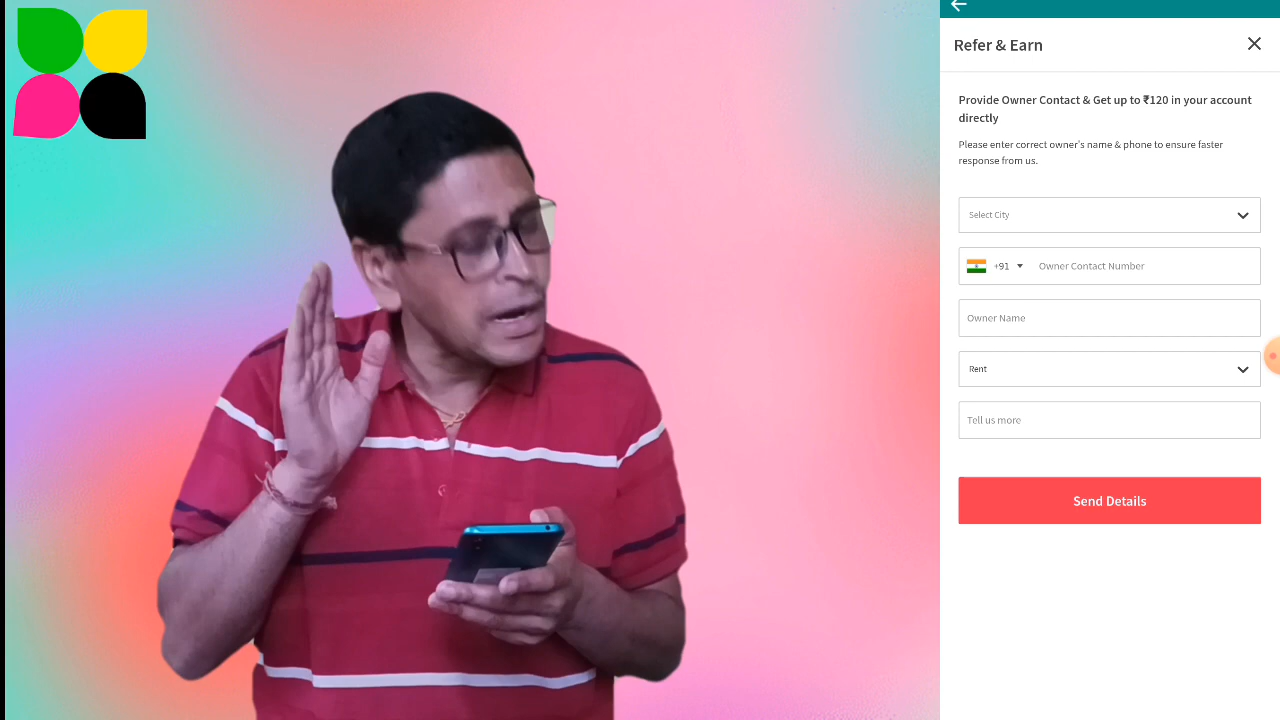 Refer & Earn
Provide Owner Contact & Get up to ₹120 in your account
directly
Please enter correct owner's name & phone to ensure faster
response from us.
Select City
+91 Owner Contact Number
Owner Name
Rent
Tell us more
Send Details